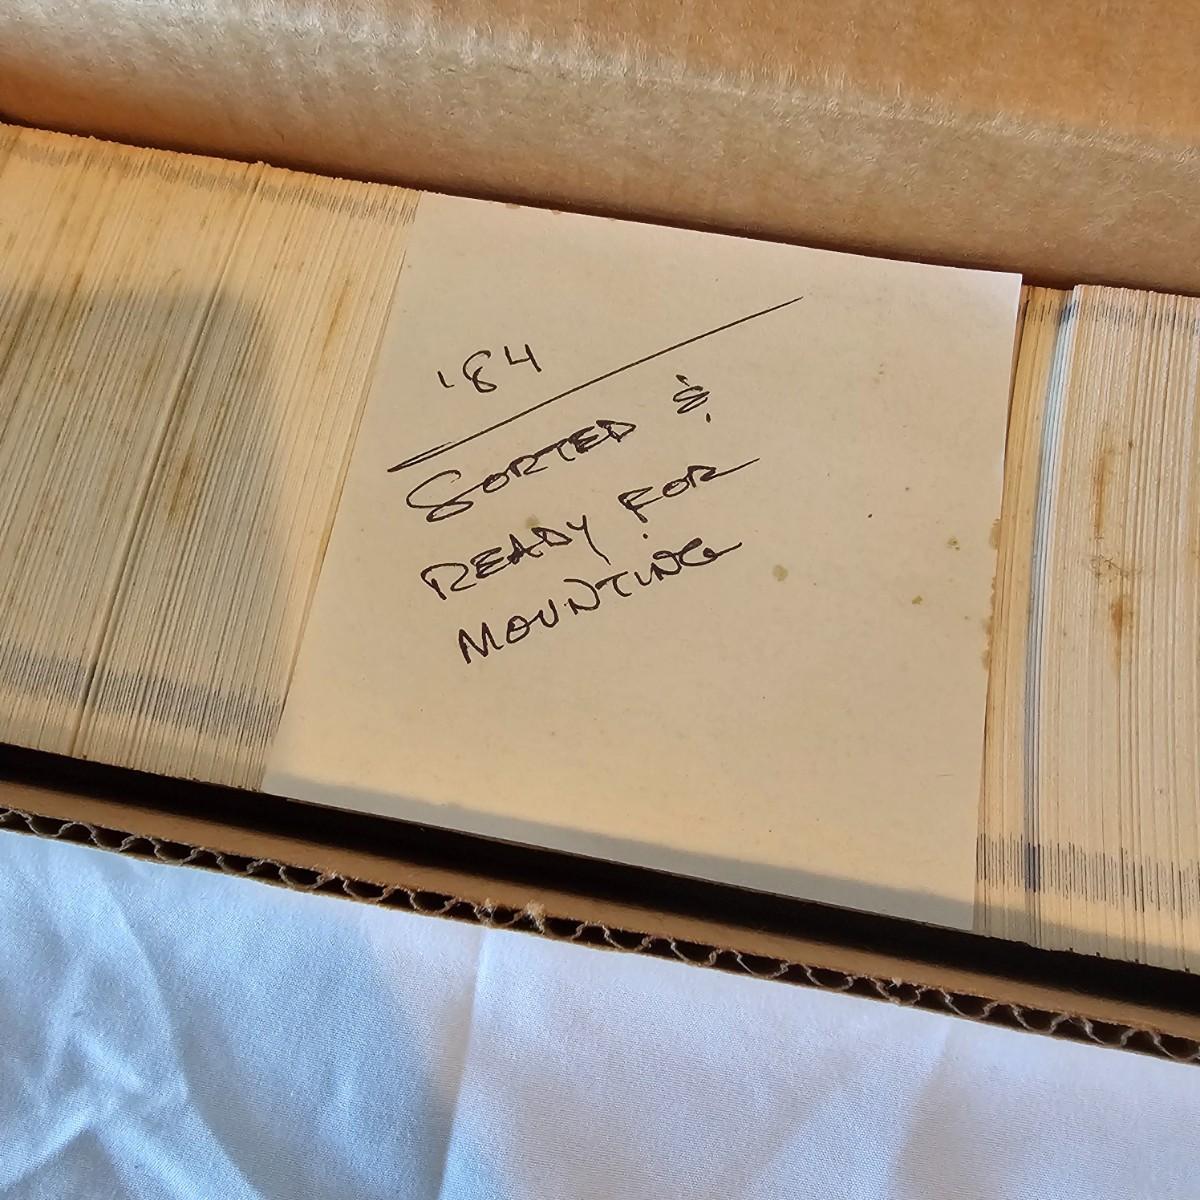 '84
SORTED &
READY FOR
MOUNTING